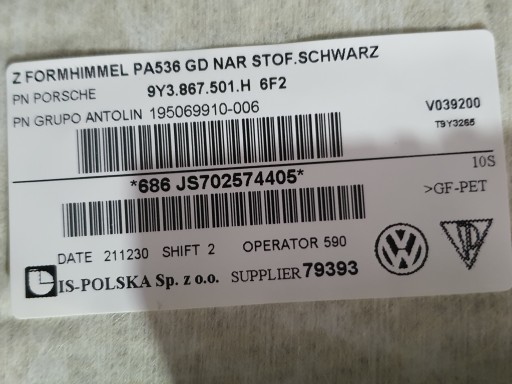 Z FORMHIMMEL PA536 GD NAR STOF.SCHWARZ
PN PORSCHE 9Y3.867.501.H 6F2
PN GRUPO ANTOLIN 195069910-006
V039200
T9Y3265
10S
*686 JS702574405*
>GF-PET
DATE 211230 SHIFT 2 OPERATOR 590
IS-POLSKA Sp. z o.o. SUPPLIER 79393